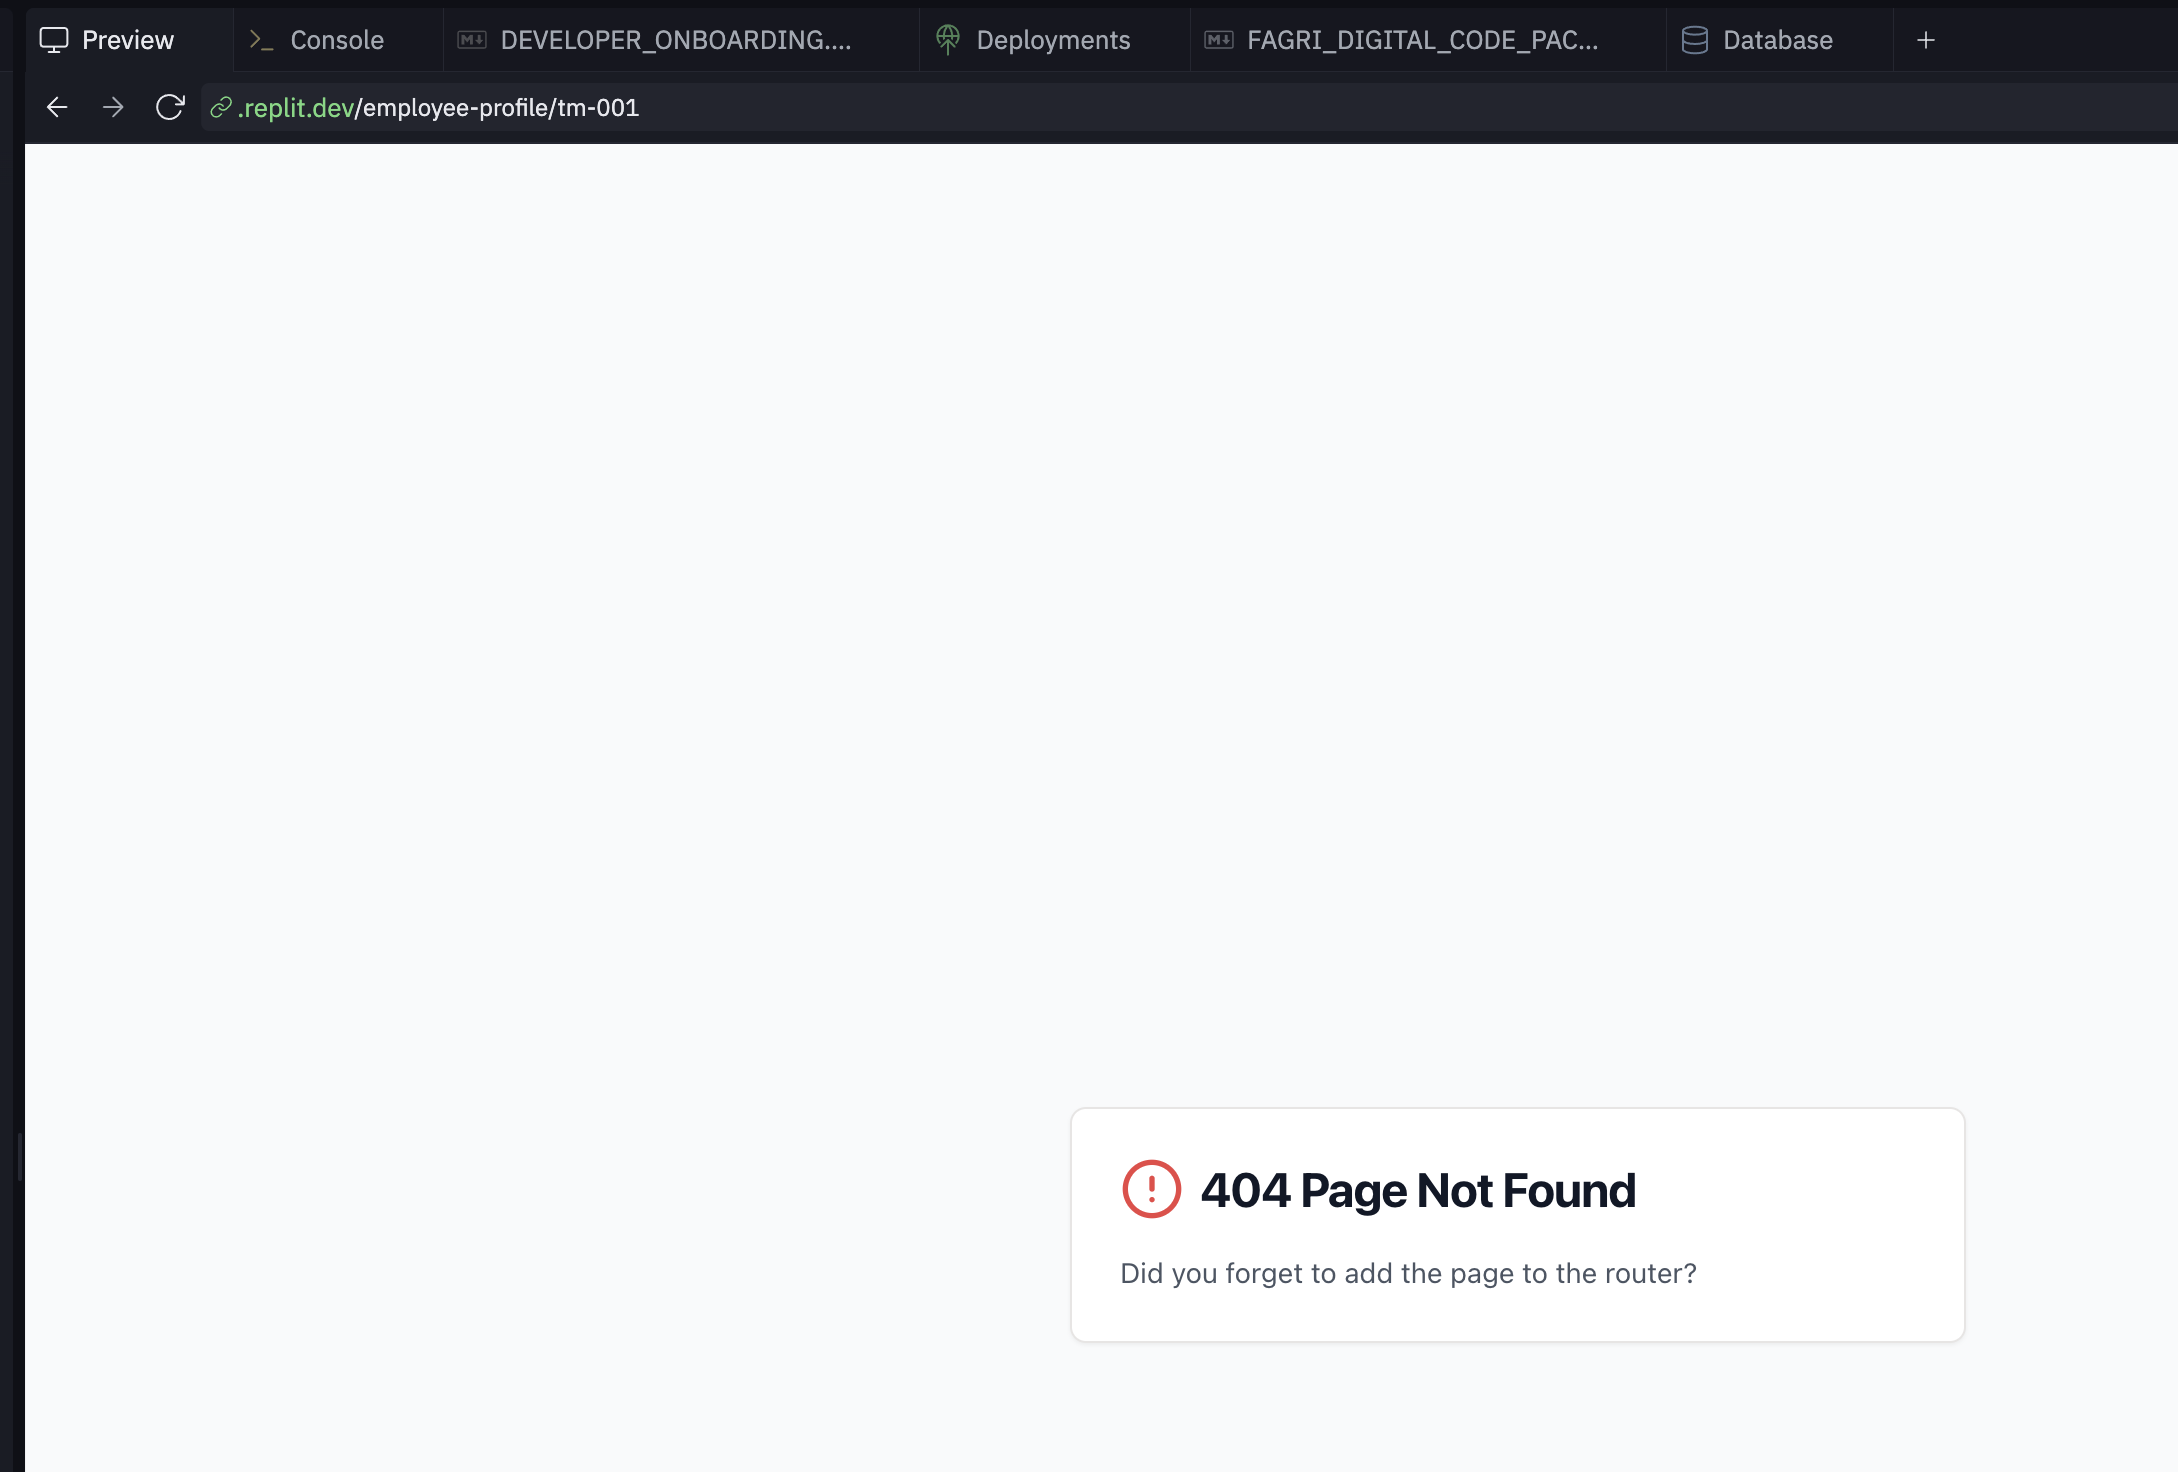 Preview
Console
M↓ DEVELOPER_ONBOARDING....
Deployments
M↓ FAGRI_DIGITAL_CODE_PAC...
Database
.replit.dev/employee-profile/tm-001
404 Page Not Found
Did you forget to add the page to the router?